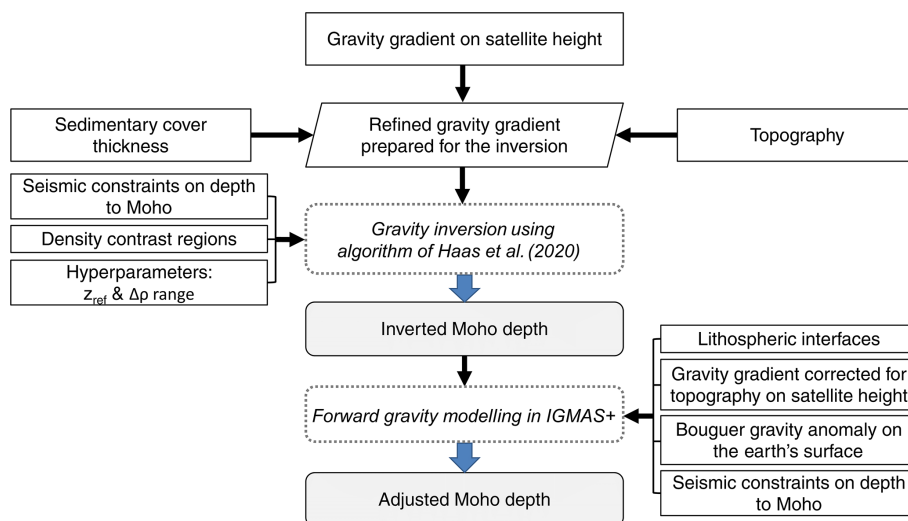 Gravity gradient on satellite height
Sedimentary cover
thickness
Refined gravity gradient
prepared for the inversion
Topography
Seismic constraints on depth
to Moho
Density contrast regions
Hyperparameters:
z_ref & Δρ range
Gravity inversion using
algorithm of Haas et al. (2020)
Inverted Moho depth
Lithospheric interfaces
Gravity gradient corrected for
topography on satellite height
Bouguer gravity anomaly on
the earth's surface
Seismic constraints on depth
to Moho
Forward gravity modelling in IGMAS+
Adjusted Moho depth